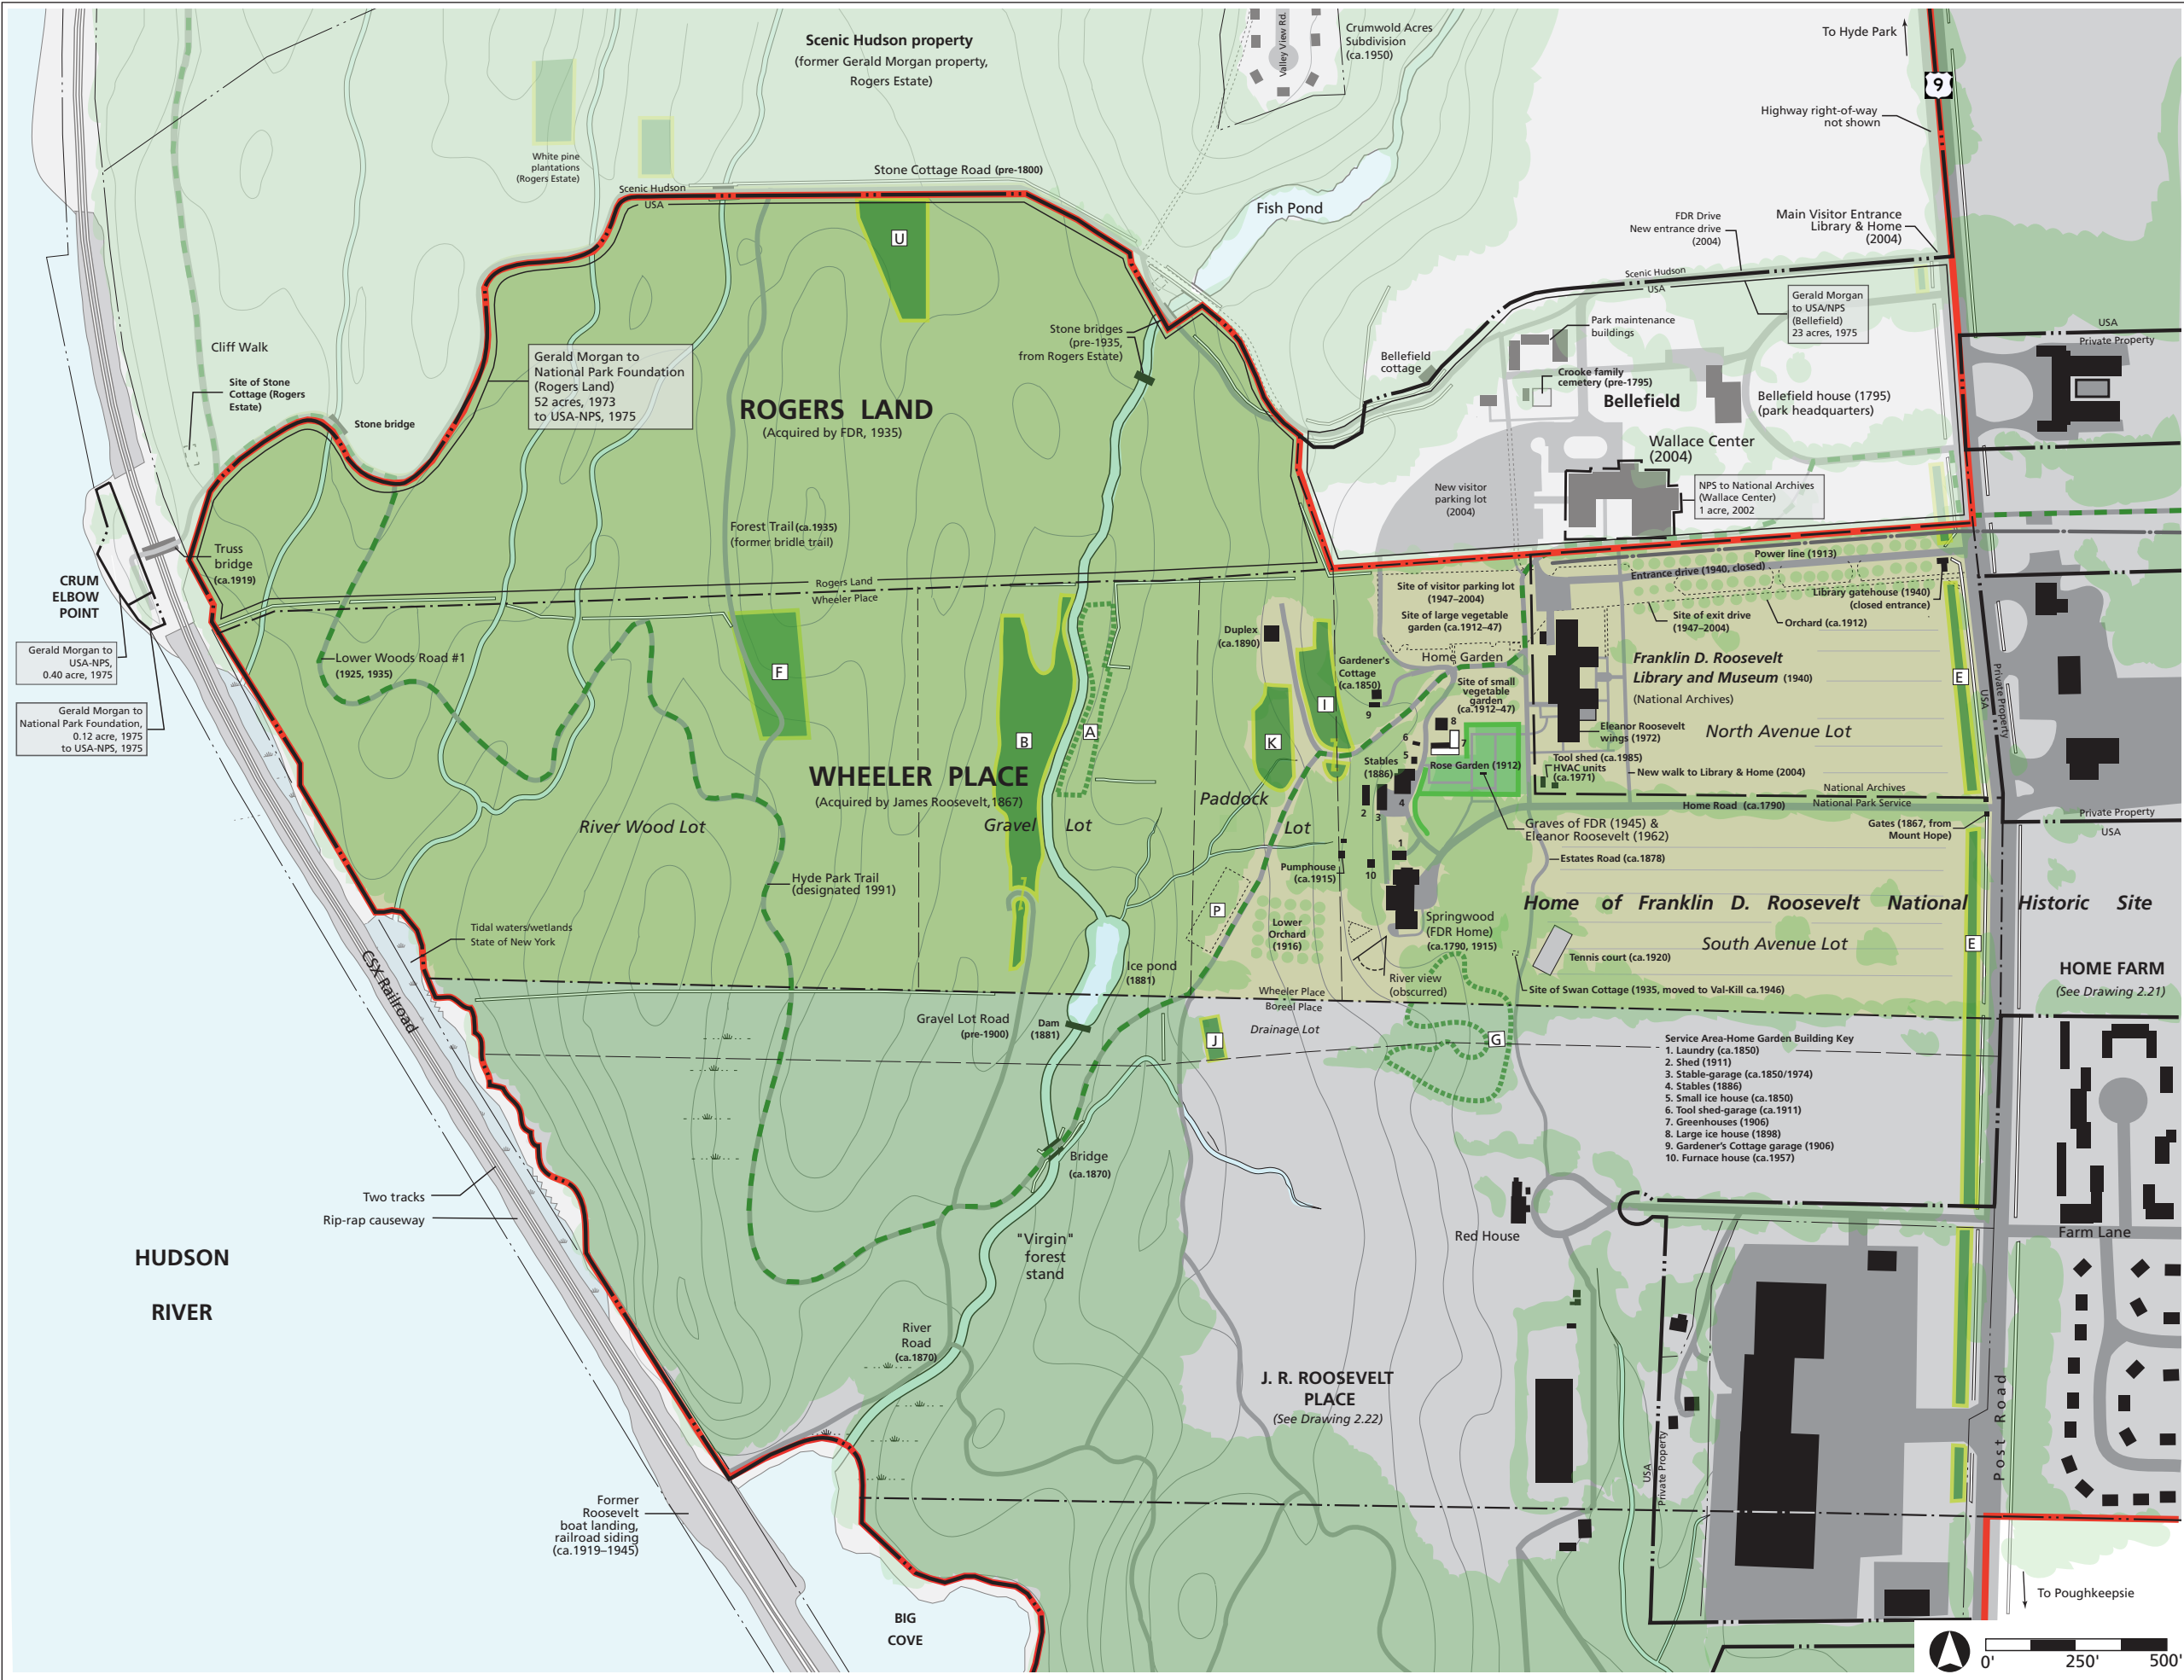 Scenic Hudson property
(former Gerald Morgan property,
Rogers Estate)
Valley View Rd.
Crumwold Acres
Subdivision
(ca.1950)
To Hyde Park
9
Highway right-of-way
not shown
White pine
plantations
(Rogers Estate)
Scenic Hudson
USA
Stone Cottage Road (pre-1800)
Fish Pond
FDR Drive
New entrance drive
(2004)
Main Visitor Entrance
Library & Home
(2004)
Scenic Hudson
USA
U
Gerald Morgan
to USA/NPS
(Bellefield)
23 acres, 1975
Stone bridges
(pre-1935,
from Rogers Estate)
Park maintenance
buildings
USA
Private Property
Cliff Walk
Gerald Morgan to
National Park Foundation
(Rogers Land)
52 acres, 1973
to USA-NPS, 1975
Bellefield
cottage
Crooke family
cemetery (pre-1795)
Bellefield
Bellefield house (1795)
(park headquarters)
Site of Stone
Cottage (Rogers
Estate)
Stone bridge
ROGERS LAND
(Acquired by FDR, 1935)
Wallace Center
(2004)
New visitor
parking lot
(2004)
NPS to National Archives
(Wallace Center)
1 acre, 2002
Forest Trail (ca.1935)
(former bridle trail)
Truss
bridge
(ca.1919)
CRUM
ELBOW
POINT
Rogers Land
Wheeler Place
Power line (1913)
Entrance drive (1940, closed)
Site of visitor parking lot
(1947–2004)
Site of large vegetable
garden (ca.1912–47)
Library gatehouse (1940)
(closed entrance)
Site of exit drive
(1947–2004)
Orchard (ca.1912)
Duplex
(ca.1890)
Gerald Morgan to
USA-NPS,
0.40 acre, 1975
Lower Woods Road #1
(1925, 1935)
F
Gardener's
Cottage
(ca.1850)
Home Garden
Franklin D. Roosevelt
Library and Museum (1940)
(National Archives)
E
USA
Private Property
Site of small
vegetable
garden
(ca.1912–47)
Gerald Morgan to
National Park Foundation,
0.12 acre, 1975
to USA-NPS, 1975
I
9
8
B
A
K
6
7
5
Eleanor Roosevelt
wings (1972)
North Avenue Lot
WHEELER PLACE
(Acquired by James Roosevelt,1867)
Stables
(1886)
Rose Garden (1912)
Tool shed (ca.1985)
HVAC units
(ca.1971)
New walk to Library & Home (2004)
National Archives
National Park Service
Home Road (ca.1790)
Paddock
Lot
2
3
4
River Wood Lot
Gravel Lot
Graves of FDR (1945) &
Eleanor Roosevelt (1962)
Gates (1867, from
Mount Hope)
Private Property
USA
1
Pumphouse
(ca.1915)
10
Estates Road (ca.1878)
Hyde Park Trail
(designated 1991)
P
Home of Franklin D. Roosevelt National Historic Site
Lower
Orchard
(1916)
Springwood
(FDR Home)
(ca.1790, 1915)
Tidal waters/wetlands
State of New York
CSX Railroad
South Avenue Lot
E
Tennis court (ca.1920)
Ice pond
(1881)
River view
(obscured)
HOME FARM
(See Drawing 2.21)
Site of Swan Cottage (1935, moved to Val-Kill ca.1946)
Wheeler Place
Boreel Place
Gravel Lot Road
(pre-1900)
Dam
(1881)
Drainage Lot
J
G
Service Area-Home Garden Building Key
1. Laundry (ca.1850)
2. Shed (1911)
3. Stable-garage (ca.1850/1974)
4. Stables (1886)
5. Small ice house (ca.1850)
6. Tool shed-garage (ca.1911)
7. Greenhouses (1906)
8. Large ice house (1898)
9. Gardener's Cottage garage (1906)
10. Furnace house (ca.1957)
Bridge
(ca.1870)
Two tracks
Rip-rap causeway
Red House
Farm Lane
"Virgin"
forest
stand
HUDSON
RIVER
River
Road
(ca.1870)
J. R. ROOSEVELT
PLACE
(See Drawing 2.22)
Post Road
USA
Private Property
Former
Roosevelt
boat landing,
railroad siding
(ca.1919–1945)
BIG
COVE
To Poughkeepsie
0' 250' 500'